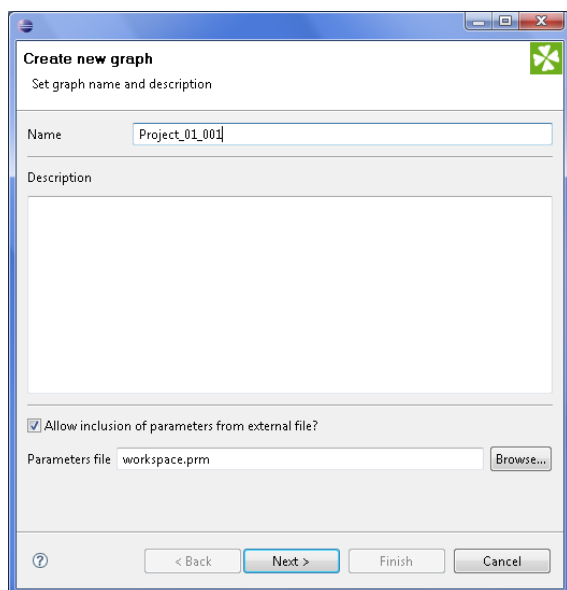 Create new graph
Set graph name and description
Name Project_01_001
Description
Allow inclusion of parameters from external file?
Parameters file workspace.prm Browse...
? < Back Next > Finish Cancel